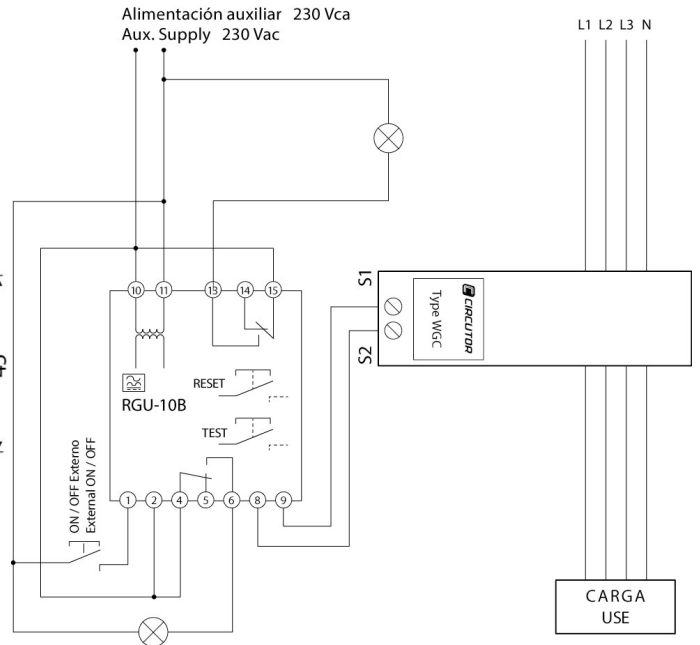 Alimentación auxiliar 230 Vca
Aux. Supply 230 Vac
L1 L2 L3 N
10 11 13 14 15
S1
S2
CIRCUTOR
Type WGC
RESET
RGU-10B
TEST
ON / OFF Externo
External ON / OFF
1 2 4 5 6 8 9
CARGA
USE